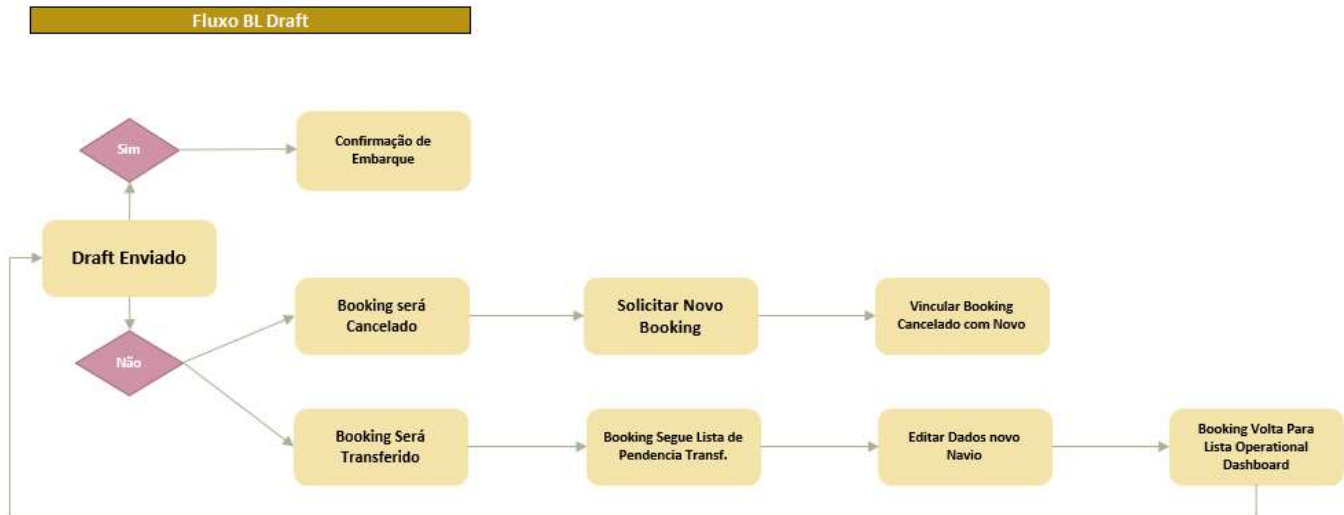 Fluxo BL Draft
Sim
Confirmação de
Embarque
Draft Enviado
Não
Booking será
Cancelado
Solicitar Novo
Booking
Vincular Booking
Cancelado com Novo
Booking Será
Transferido
Booking Segue Lista de
Pendencia Transf.
Editar Dados novo
Navio
Booking Volta Para
Lista Operational
Dashboard